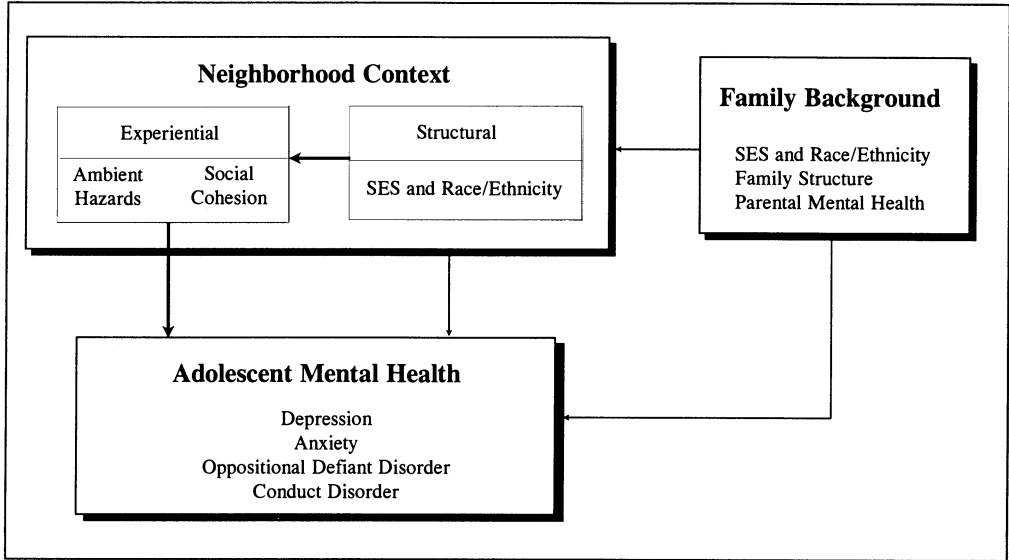 Neighborhood Context
Experiential
Ambient
Hazards
Social
Cohesion
Structural
SES and Race/Ethnicity
Family Background
SES and Race/Ethnicity
Family Structure
Parental Mental Health
Adolescent Mental Health
Depression
Anxiety
Oppositional Defiant Disorder
Conduct Disorder